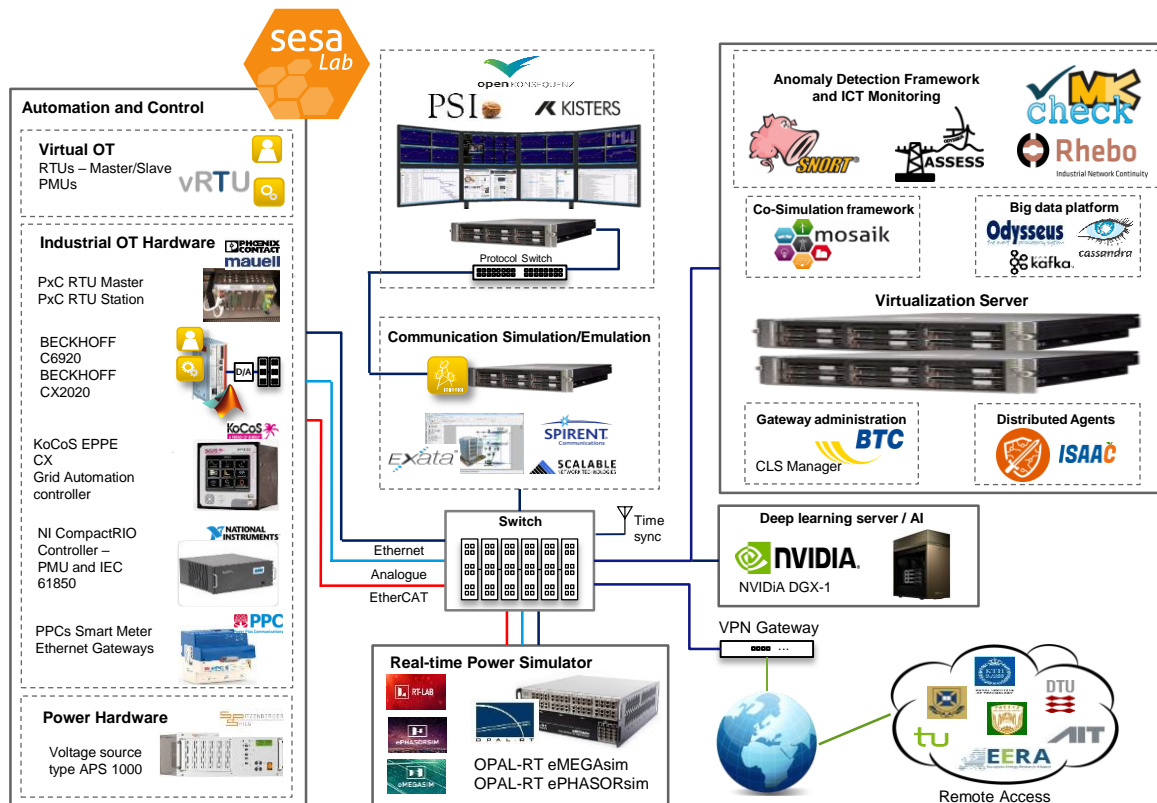 sesa
Lab
Automation and Control
Virtual OT
RTUs – Master/Slave
PMUs
vRTU
Industrial OT Hardware
PHOENIX
CONTACT
mauell
PxC RTU Master
PxC RTU Station
BECKHOFF
C6920
BECKHOFF
CX2020
D/A
KoCoS
KoCoS EPPE
CX
Grid Automation
controller
NI CompactRIO
Controller –
PMU and IEC
61850
NATIONAL
INSTRUMENTS
PPCs Smart Meter
Ethernet Gateways
PPC
Power Hardware
Voltage source
type APS 1000
openKONSEQUENZ
PSI
KISTERS
Protocol Switch
Communication Simulation/Emulation
EXata
SPIRENT
Communications
SCALABLE
NETWORK TECHNOLOGIES
Switch
Time
sync
Ethernet
Analogue
EtherCAT
Real-time Power Simulator
RT-LAB
ePHASORSIM
eMEGASIM
OPAL-RT
OPAL-RT eMEGAsim
OPAL-RT ePHASORsim
Anomaly Detection Framework
and ICT Monitoring
SNORT
ASSESS
MK
check
Rhebo
Industrial Network Continuity
Co-Simulation framework
mosaik
Big data platform
Odysseus
kafka
cassandra
Virtualization Server
Gateway administration
BTC
CLS Manager
Distributed Agents
ISAAC
Deep learning server / AI
NVIDIA
NVIDiA DGX-1
VPN Gateway
KTH
DTU
tu
AIT
EERA
Remote Access